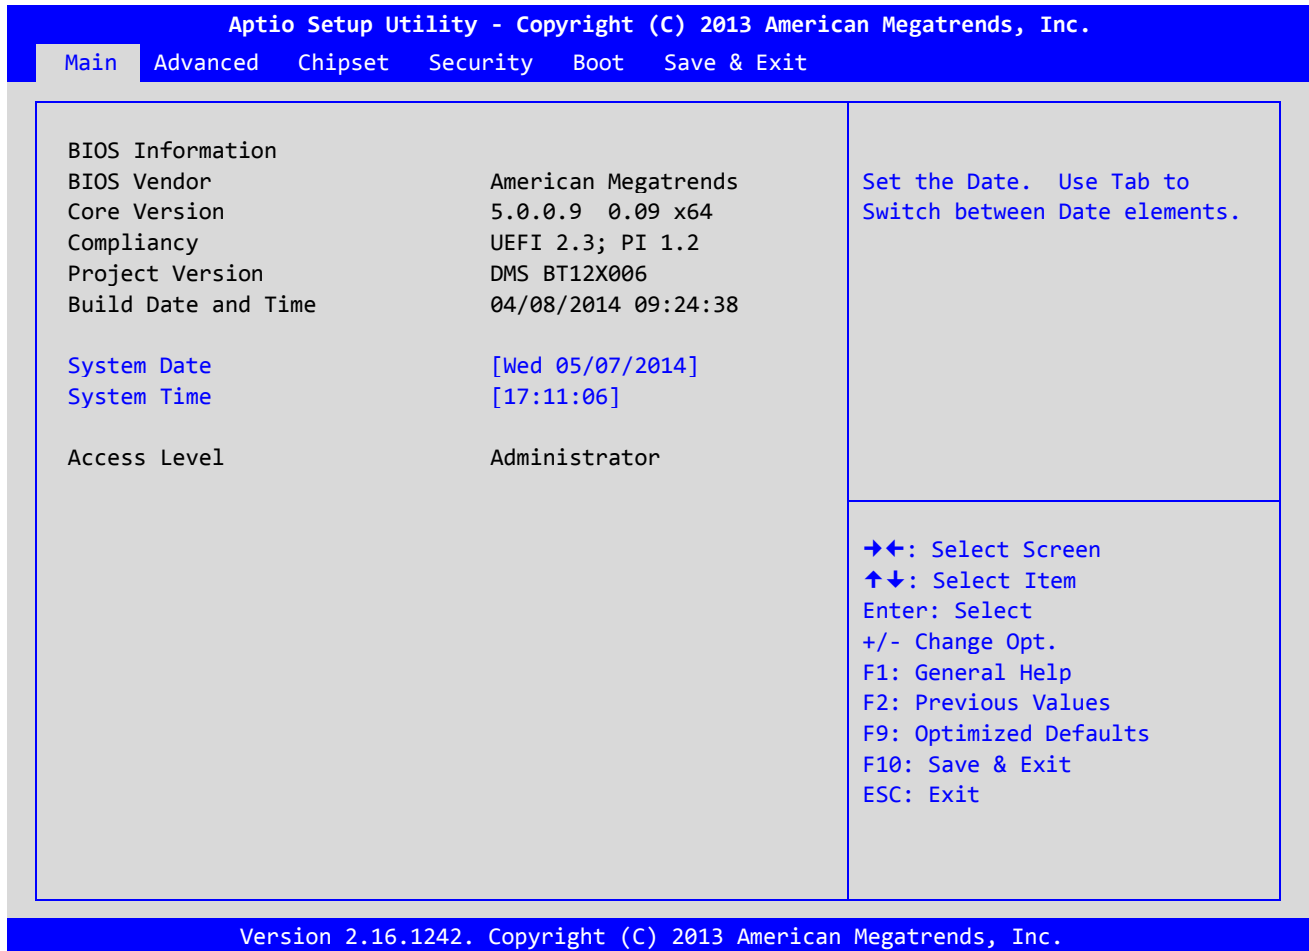 Aptio Setup Utility - Copyright (C) 2013 American Megatrends, Inc.
Main Advanced Chipset Security Boot Save & Exit
BIOS Information
BIOS Vendor American Megatrends
Core Version 5.0.0.9 0.09 x64
Compliancy UEFI 2.3; PI 1.2
Project Version DMS BT12X006
Build Date and Time 04/08/2014 09:24:38
System Date [Wed 05/07/2014]
System Time [17:11:06]
Access Level Administrator
Set the Date. Use Tab to
Switch between Date elements.
→←: Select Screen
↑↓: Select Item
Enter: Select
+/- Change Opt.
F1: General Help
F2: Previous Values
F9: Optimized Defaults
F10: Save & Exit
ESC: Exit
Version 2.16.1242. Copyright (C) 2013 American Megatrends, Inc.